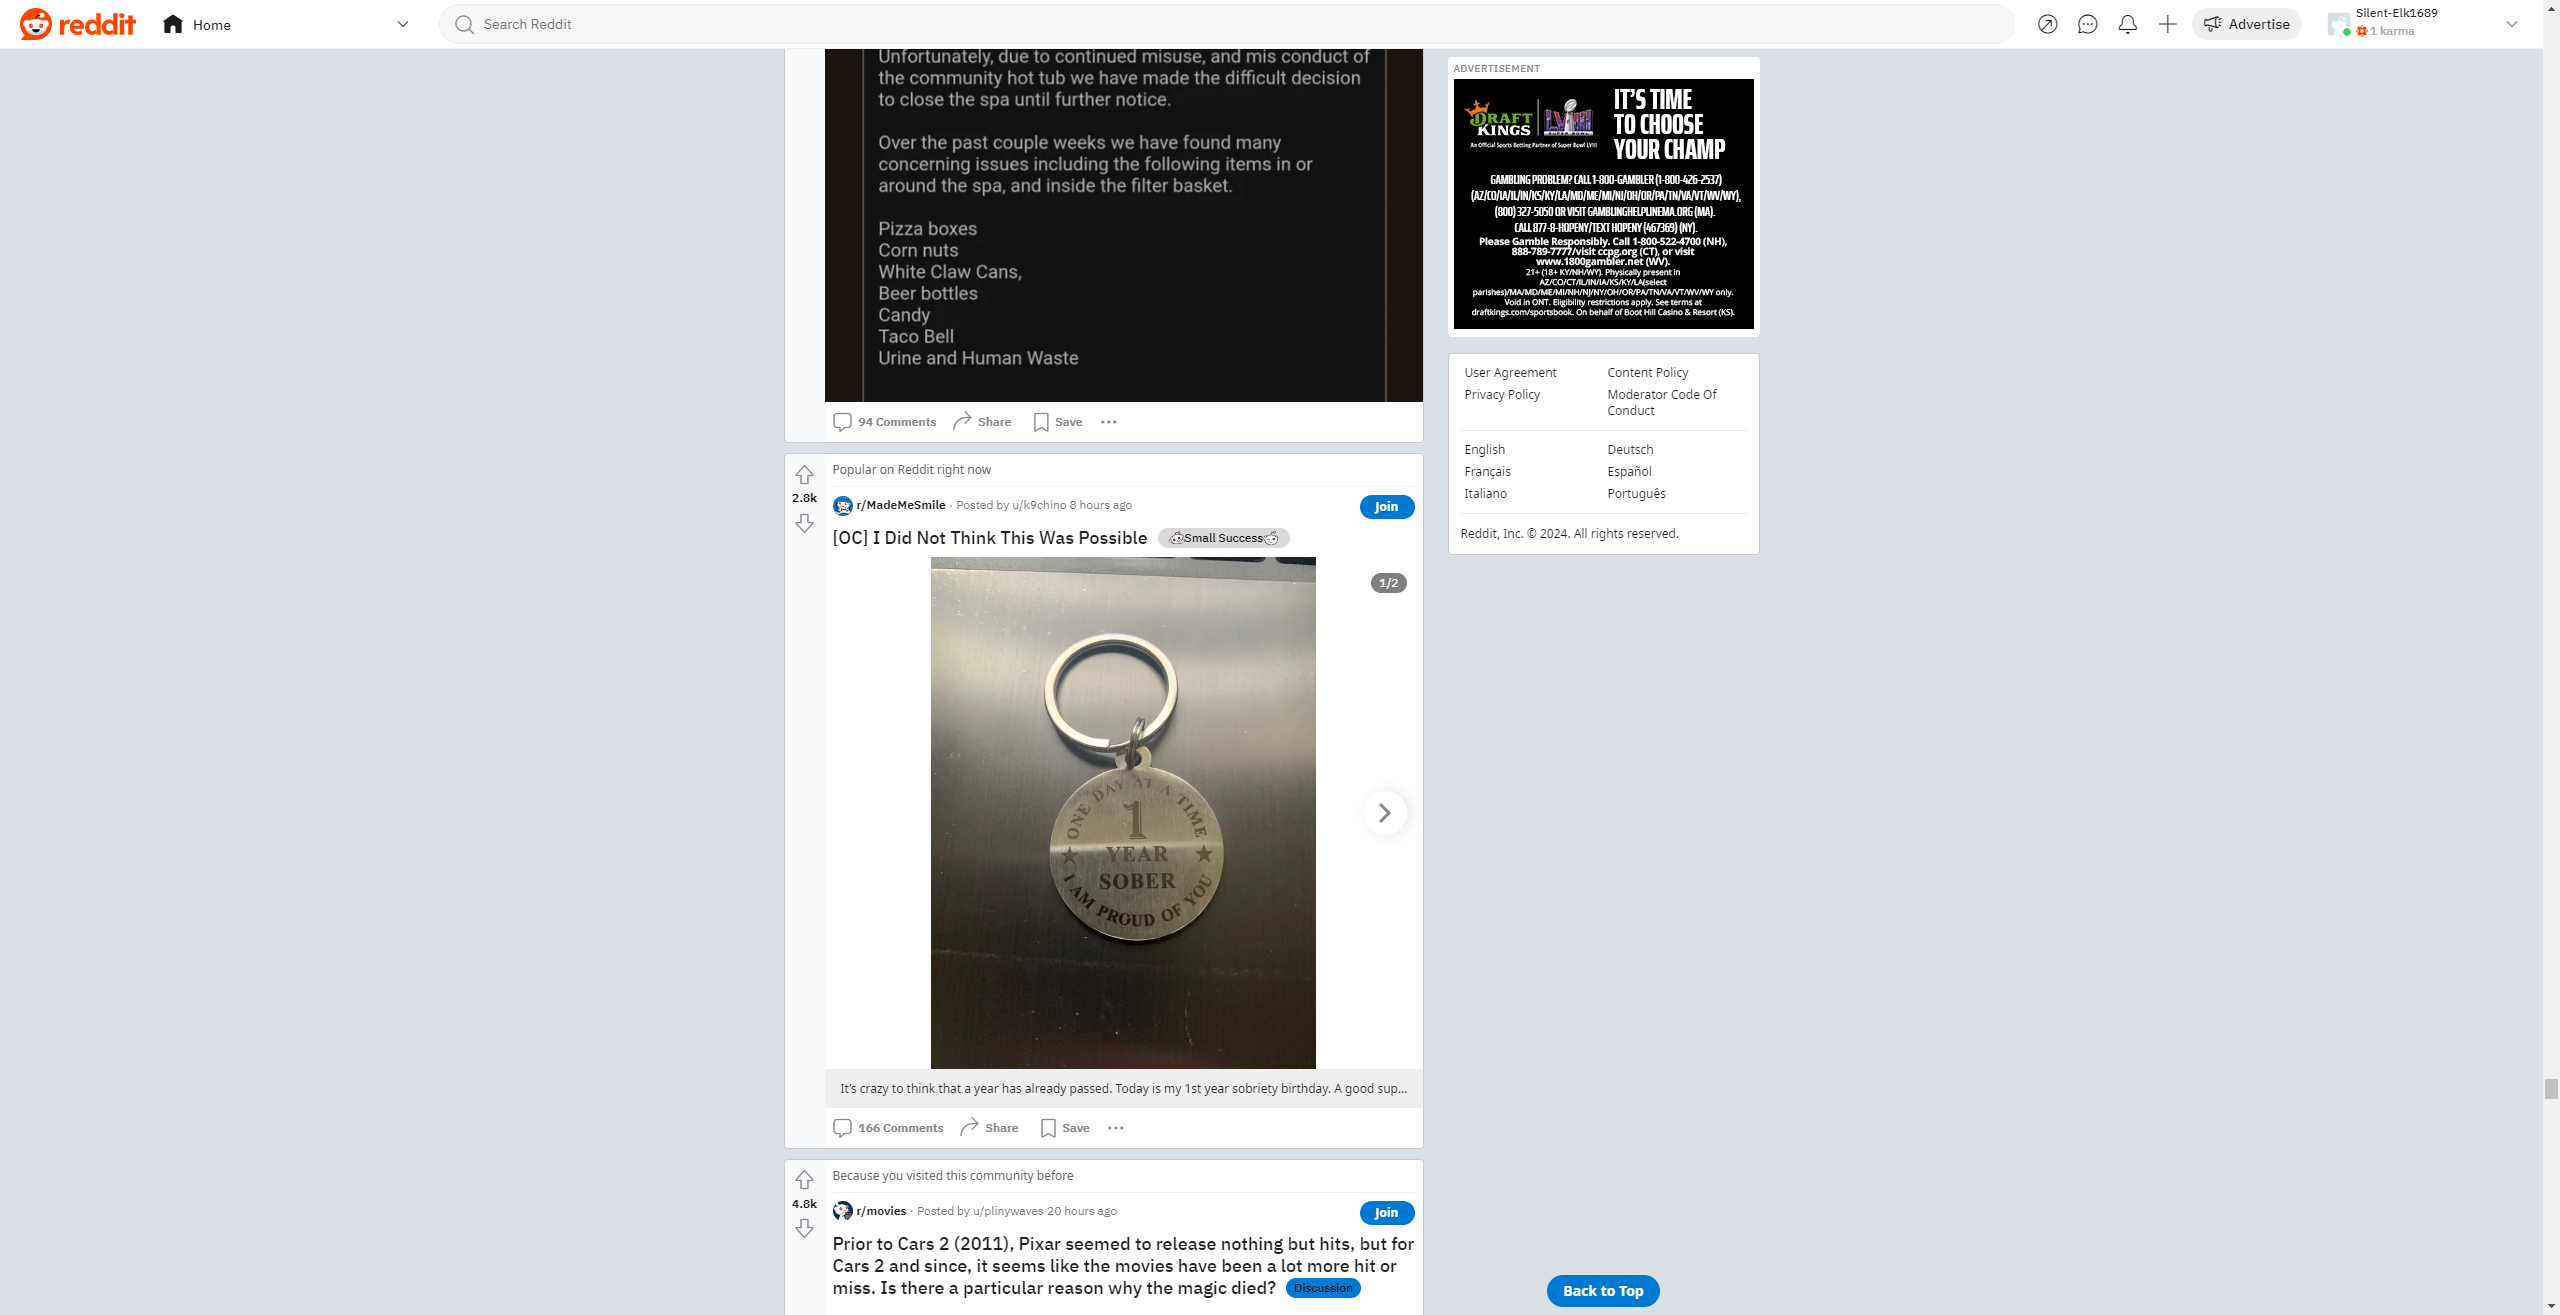 reddit
Home
Search Reddit
Advertise
Silent-Elk1689
1 karma
Unfortunately, due to continued misuse, and mis conduct of
the community hot tub we have made the difficult decision
to close the spa until further notice.
Over the past couple weeks we have found many
concerning issues including the following items in or
around the spa, and inside the filter basket.
Pizza boxes
Corn nuts
White Claw Cans,
Beer bottles
Candy
Taco Bell
Urine and Human Waste
94 Comments
Share
Save
Popular on Reddit right now
2.8k
r/MadeMeSmile · Posted by u/k9chino 8 hours ago
Join
[OC] I Did Not Think This Was Possible
Small Success
1/2
ONE DAY AT A TIME
1
YEAR
SOBER
I AM PROUD OF YOU
It's crazy to think that a year has already passed. Today is my 1st year sobriety birthday. A good sup...
166 Comments
Share
Save
Because you visited this community before
4.8k
r/movies · Posted by u/plinywaves 20 hours ago
Join
Prior to Cars 2 (2011), Pixar seemed to release nothing but hits, but for
Cars 2 and since, it seems like the movies have been a lot more hit or
miss. Is there a particular reason why the magic died?
Discussion
ADVERTISEMENT
DRAFT
KINGS
LVIII
SUPER BOWL
An Official Sports Betting Partner of Super Bowl LVIII
IT'S TIME
TO CHOOSE
YOUR CHAMP
GAMBLING PROBLEM? CALL 1-800-GAMBLER (1-800-426-2537)
(AZ/CO/IA/IL/IN/KS/KY/LA/MD/ME/MI/NJ/OH/OR/PA/TN/VA/VT/WV/WY),
(800) 327-5050 OR VISIT GAMBLINGHELPLINEMA.ORG (MA).
CALL 877-8-HOPENY/TEXT HOPENY (467369) (NY).
Please Gamble Responsibly. Call 1-800-522-4700 (NH),
888-789-7777/visit ccpg.org (CT), or visit
www.1800gambler.net (WV).
21+ (18+ KY/NH/WY). Physically present in
AZ/CO/CT/IL/IN/IA/KS/KY/LA(select
parishes)/MA/MD/ME/MI/NH/NJ/NY/OH/OR/PA/TN/VA/VT/WV/WY only.
Void in ONT. Eligibility restrictions apply. See terms at
draftkings.com/sportsbook. On behalf of Boot Hill Casino & Resort (KS).
User Agreement
Content Policy
Privacy Policy
Moderator Code Of
Conduct
English
Deutsch
Français
Español
Italiano
Português
Reddit, Inc. © 2024. All rights reserved.
Back to Top